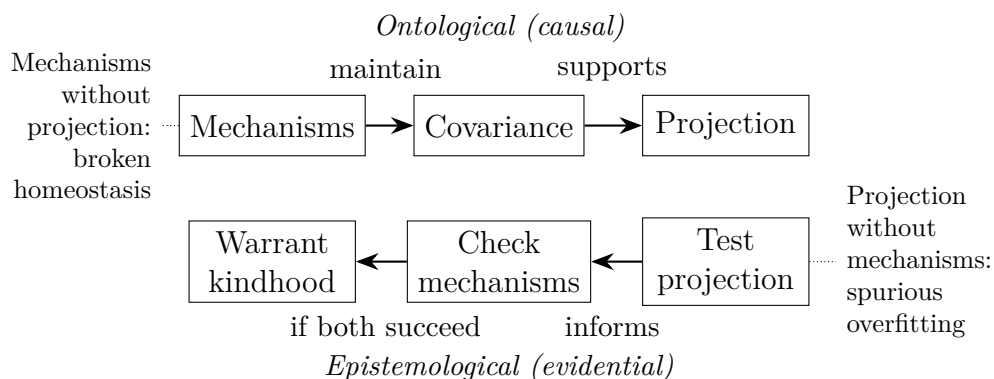 Ontological (causal)
Mechanisms
without
projection:
broken
homeostasis
maintain
supports
Mechanisms
Covariance
Projection
Warrant
kindhood
Check
mechanisms
Test
projection
Projection
without
mechanisms:
spurious
overfitting
if both succeed
informs
Epistemological (evidential)